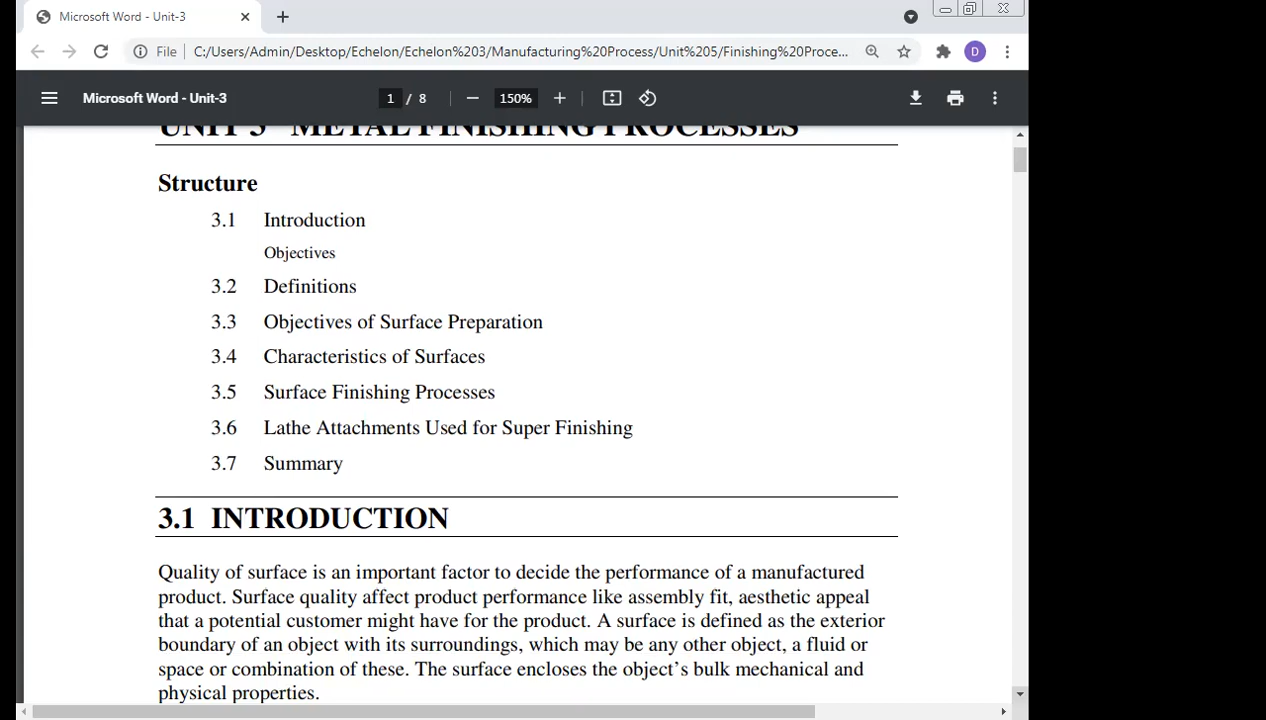 Microsoft Word - Unit-3
File C:/Users/Admin/Desktop/Echelon/Echelon%203/Manufacturing%20Process/Unit%205/Finishing%20Proce... D
Microsoft Word - Unit-3 1 / 8 150%
UNIT 3 METAL FINISHING PROCESSES
Structure
3.1 Introduction
Objectives
3.2 Definitions
3.3 Objectives of Surface Preparation
3.4 Characteristics of Surfaces
3.5 Surface Finishing Processes
3.6 Lathe Attachments Used for Super Finishing
3.7 Summary
3.1 INTRODUCTION
Quality of surface is an important factor to decide the performance of a manufactured
product. Surface quality affect product performance like assembly fit, aesthetic appeal
that a potential customer might have for the product. A surface is defined as the exterior
boundary of an object with its surroundings, which may be any other object, a fluid or
space or combination of these. The surface encloses the object's bulk mechanical and
physical properties.